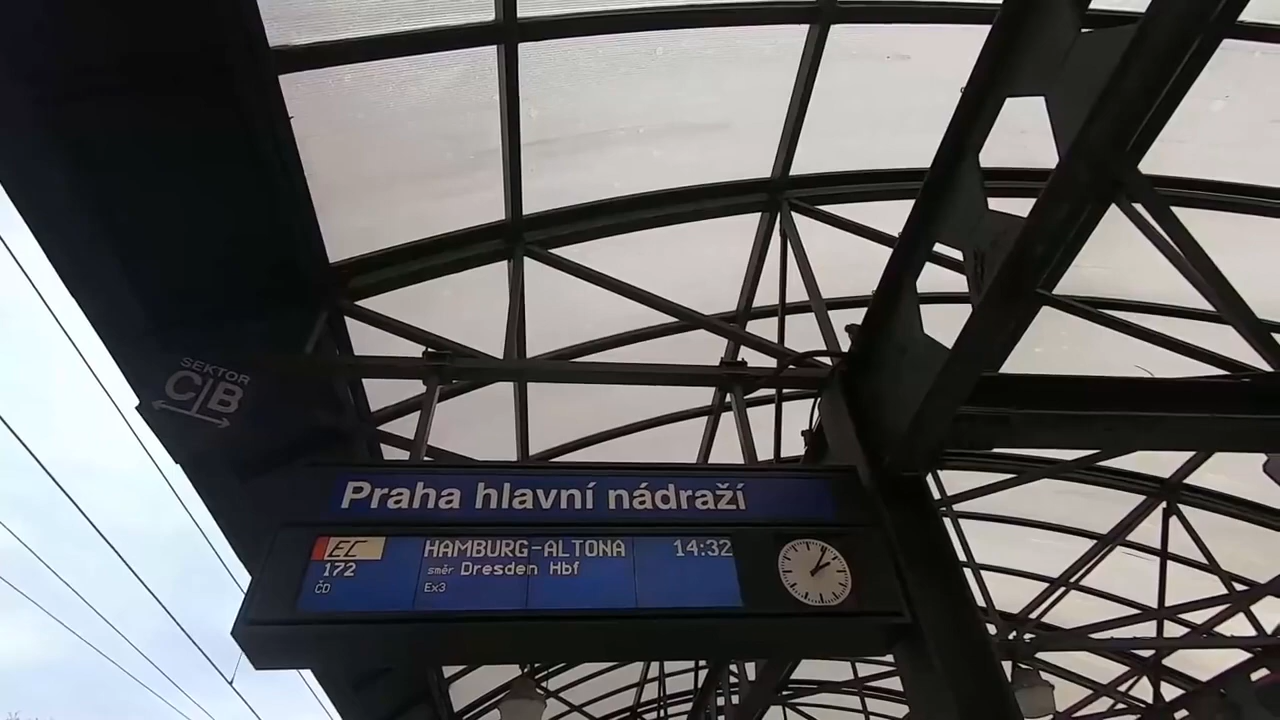 SEKTOR
C B
Praha hlavní nádraží
EC HAMBURG-ALTONA 14:32
172 směr Dresden Hbf
ČD Ex3